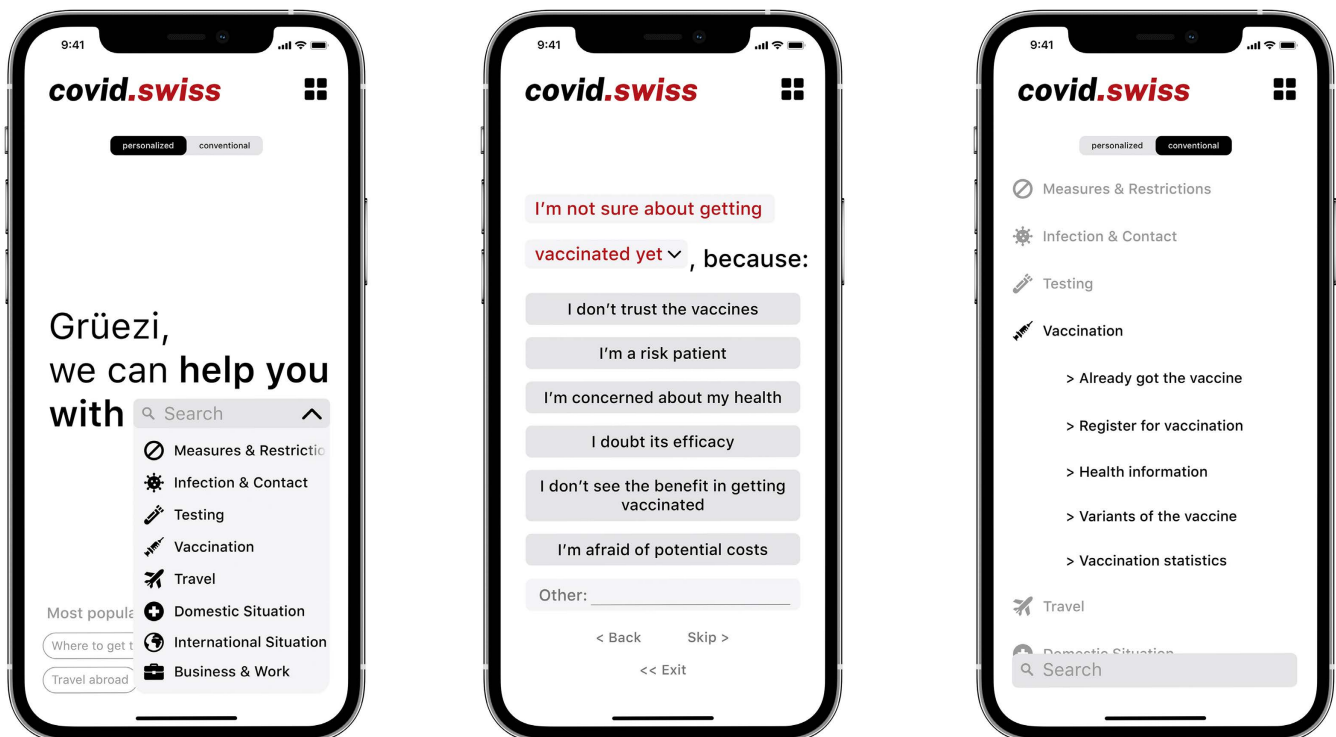 9:41
covid.swiss
personalized conventional
Grüezi,
we can help you
with Search
Measures & Restrictio
Infection & Contact
Testing
Vaccination
Travel
Domestic Situation
International Situation
Business & Work
Most popula
Where to get t
Travel abroad
9:41
covid.swiss
I'm not sure about getting
vaccinated yet , because:
I don't trust the vaccines
I'm a risk patient
I'm concerned about my health
I doubt its efficacy
I don't see the benefit in getting
vaccinated
I'm afraid of potential costs
Other:
< Back Skip >
<< Exit
9:41
covid.swiss
personalized conventional
Measures & Restrictions
Infection & Contact
Testing
Vaccination
> Already got the vaccine
> Register for vaccination
> Health information
> Variants of the vaccine
> Vaccination statistics
Travel
Domestic Situation
Search